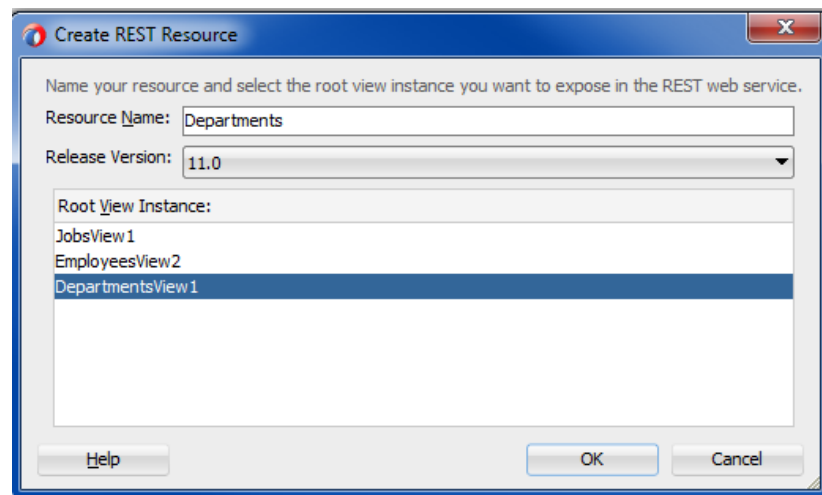 Create REST Resource
Name your resource and select the root view instance you want to expose in the REST web service.
Resource Name: Departments
Release Version: 11.0
Root View Instance:
JobsView1
EmployeesView2
DepartmentsView1
Help OK Cancel